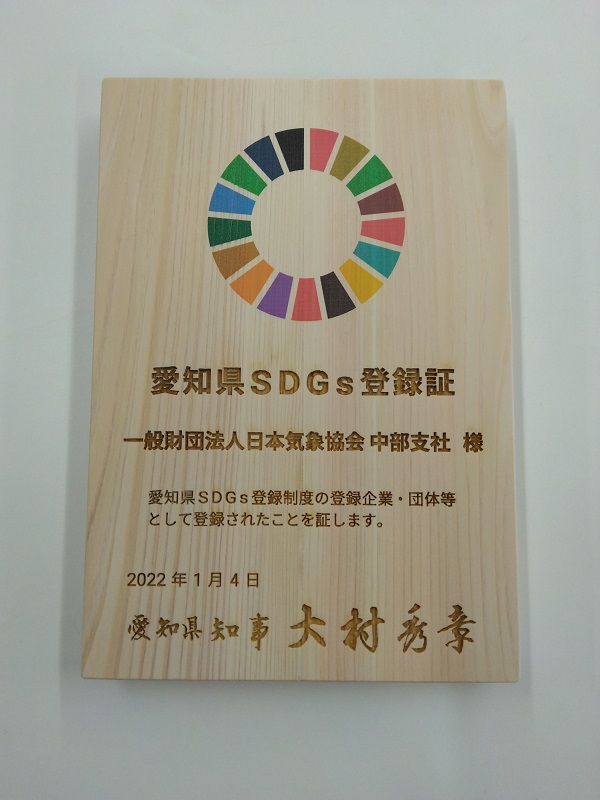 愛知県SDGs登録証
一般財団法人日本気象協会 中部支社 様
愛知県SDGs登録制度の登録企業・団体等
として登録されたことを証します。
2022年1月4日
愛知県知事 大村秀章